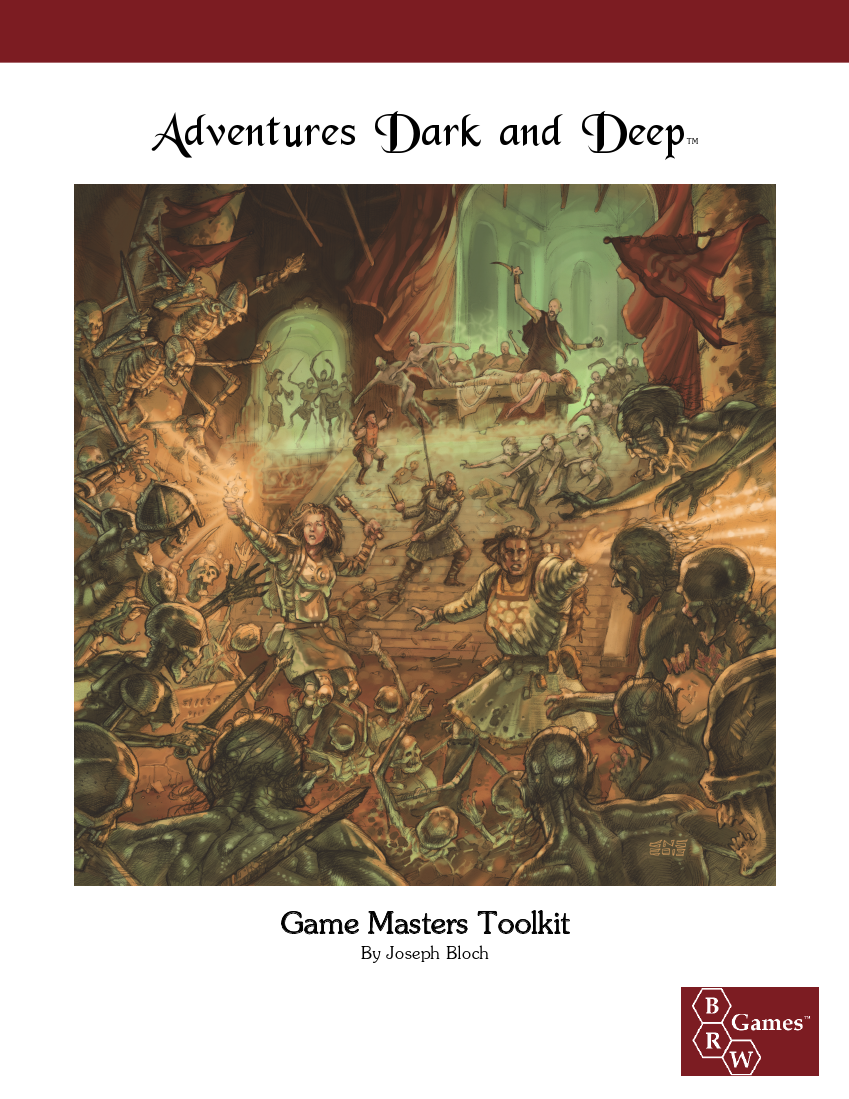 Adventures Dark and Deep™
Game Masters Toolkit
By Joseph Bloch
B
R
W
Games™